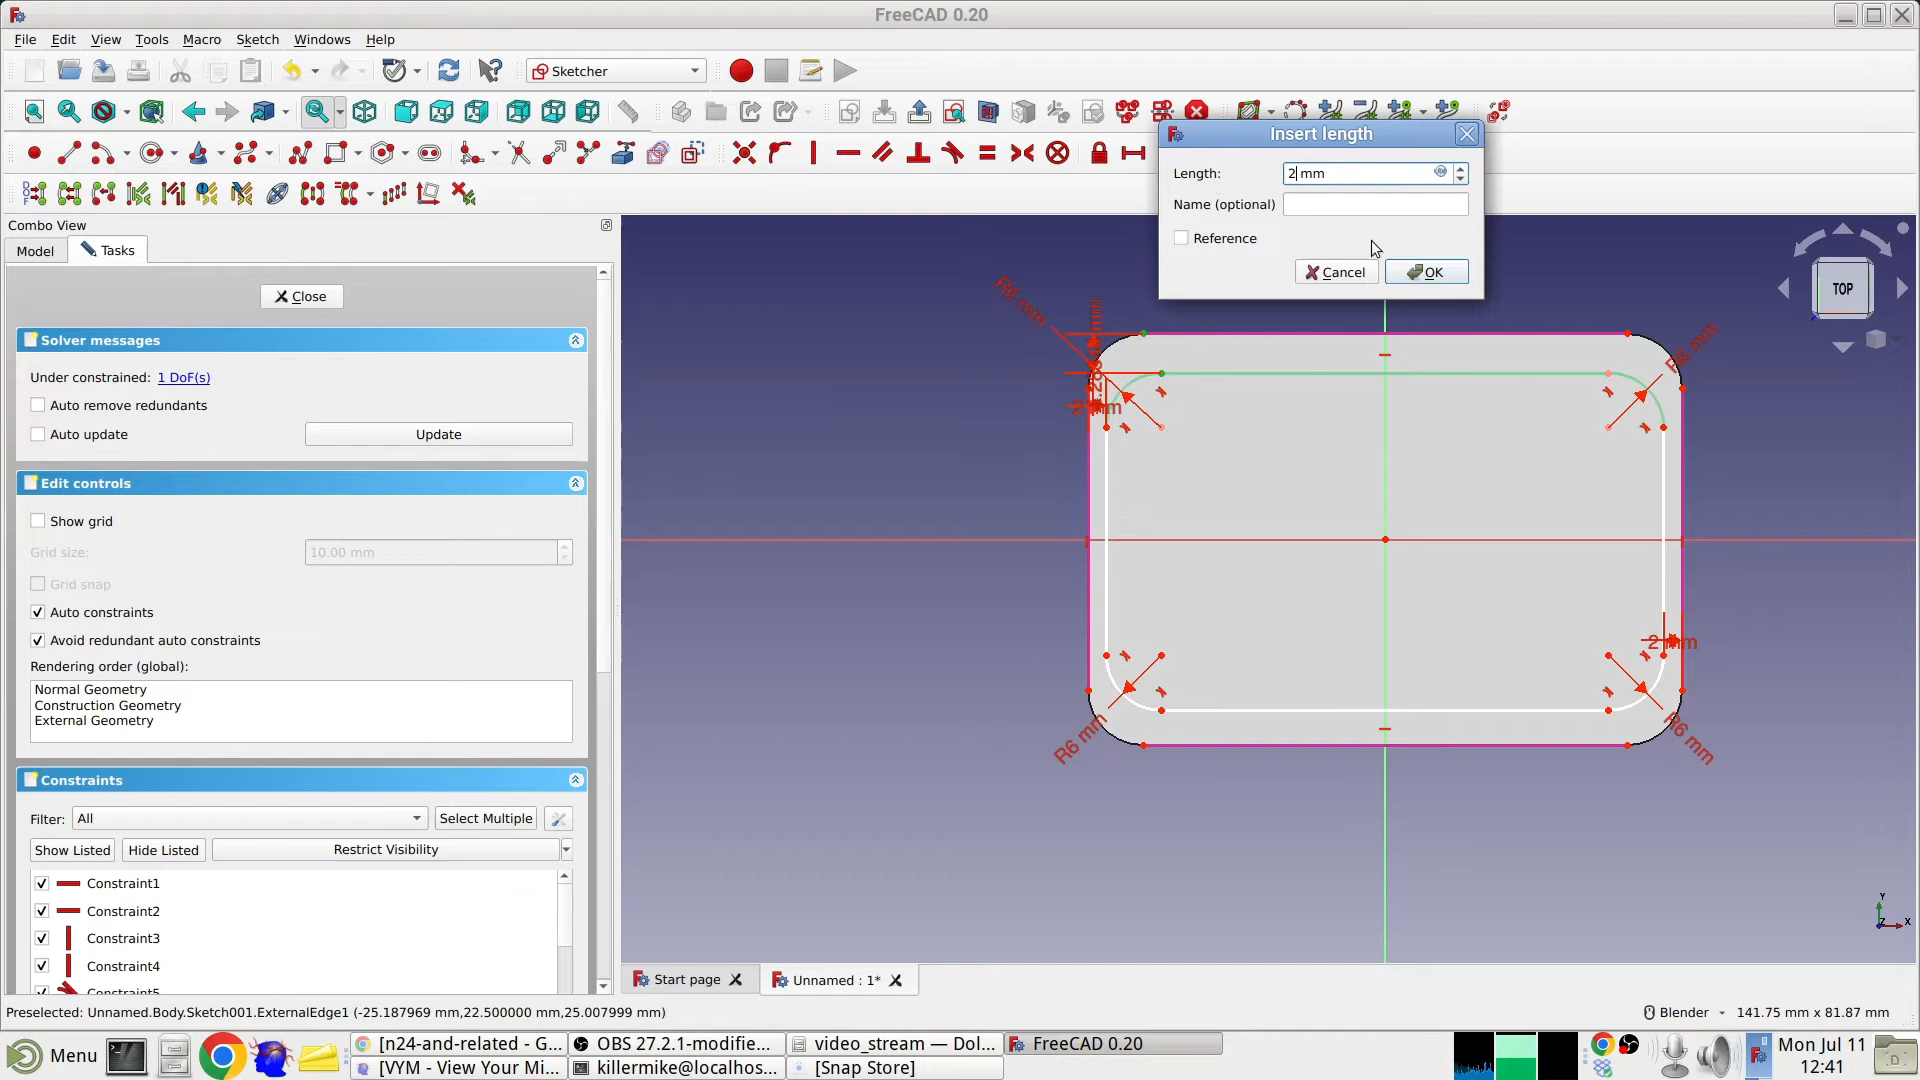 FreeCAD 0.20
File Edit View Tools Macro Sketch Windows Help
Sketcher
Insert length
Length: 2 mm
Name (optional)
Reference
Cancel OK
Combo View
Model Tasks
Close
Solver messages
Under constrained: 1 DoF(s)
Auto remove redundants
Auto update Update
Edit controls
Show grid
Grid size: 10.00 mm
Grid snap
Auto constraints
Avoid redundant auto constraints
Rendering order (global):
Normal Geometry
Construction Geometry
External Geometry
Constraints
Filter: All Select Multiple
Show Listed Hide Listed Restrict Visibility
Constraint1
Constraint2
Constraint3
Constraint4
Constraint5
TOP
R6 mm
R6 mm
2 mm
2 mm
R6 mm
R6 mm
Y
Z X
Start page Unnamed : 1*
Preselected: Unnamed.Body.Sketch001.ExternalEdge1 (-25.187969 mm,22.500000 mm,25.007999 mm)
Blender 141.75 mm x 81.87 mm
Menu
[n24-and-related - G... OBS 27.2.1-modifie... video_stream — Dol... FreeCAD 0.20
[VYM - View Your Mi... killermike@localhos... [Snap Store]
Mon Jul 11
12:41